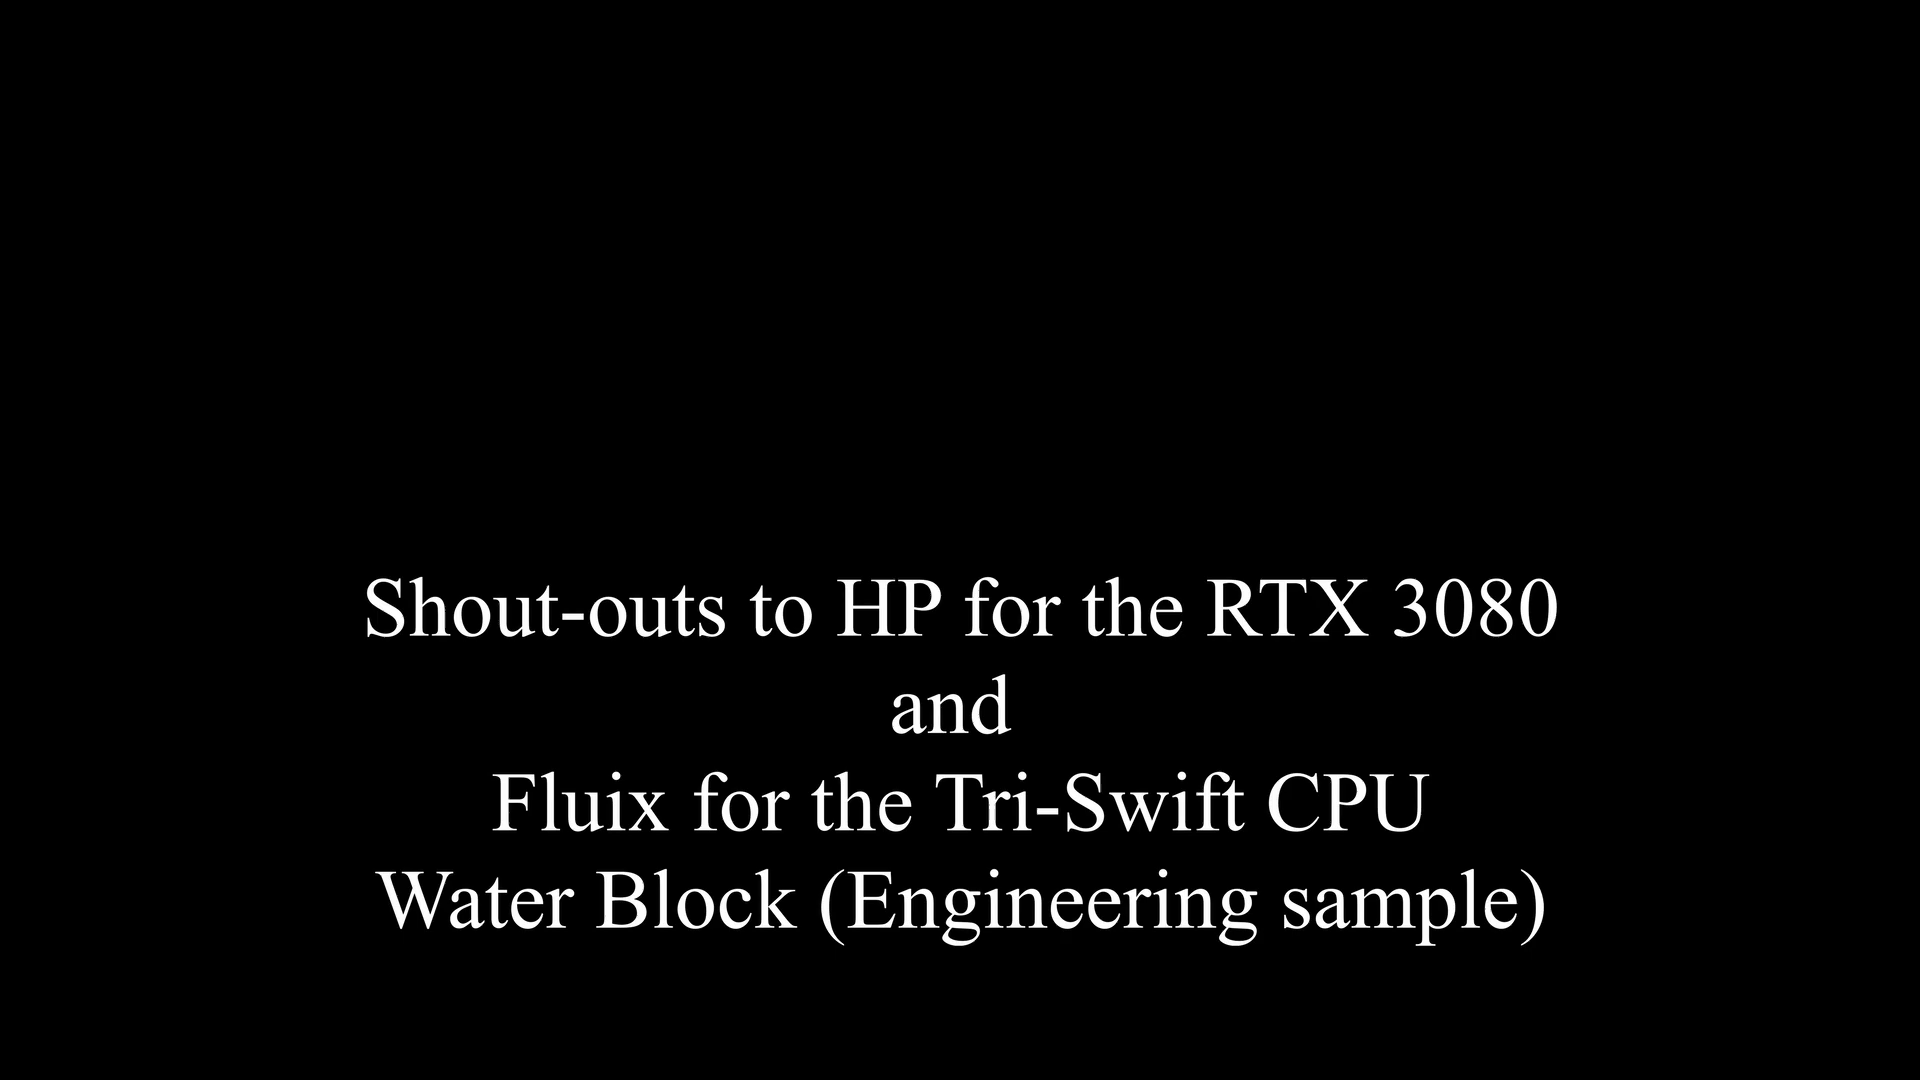 Shout-outs to HP for the RTX 3080
and
Fluix for the Tri-Swift CPU
Water Block (Engineering sample)